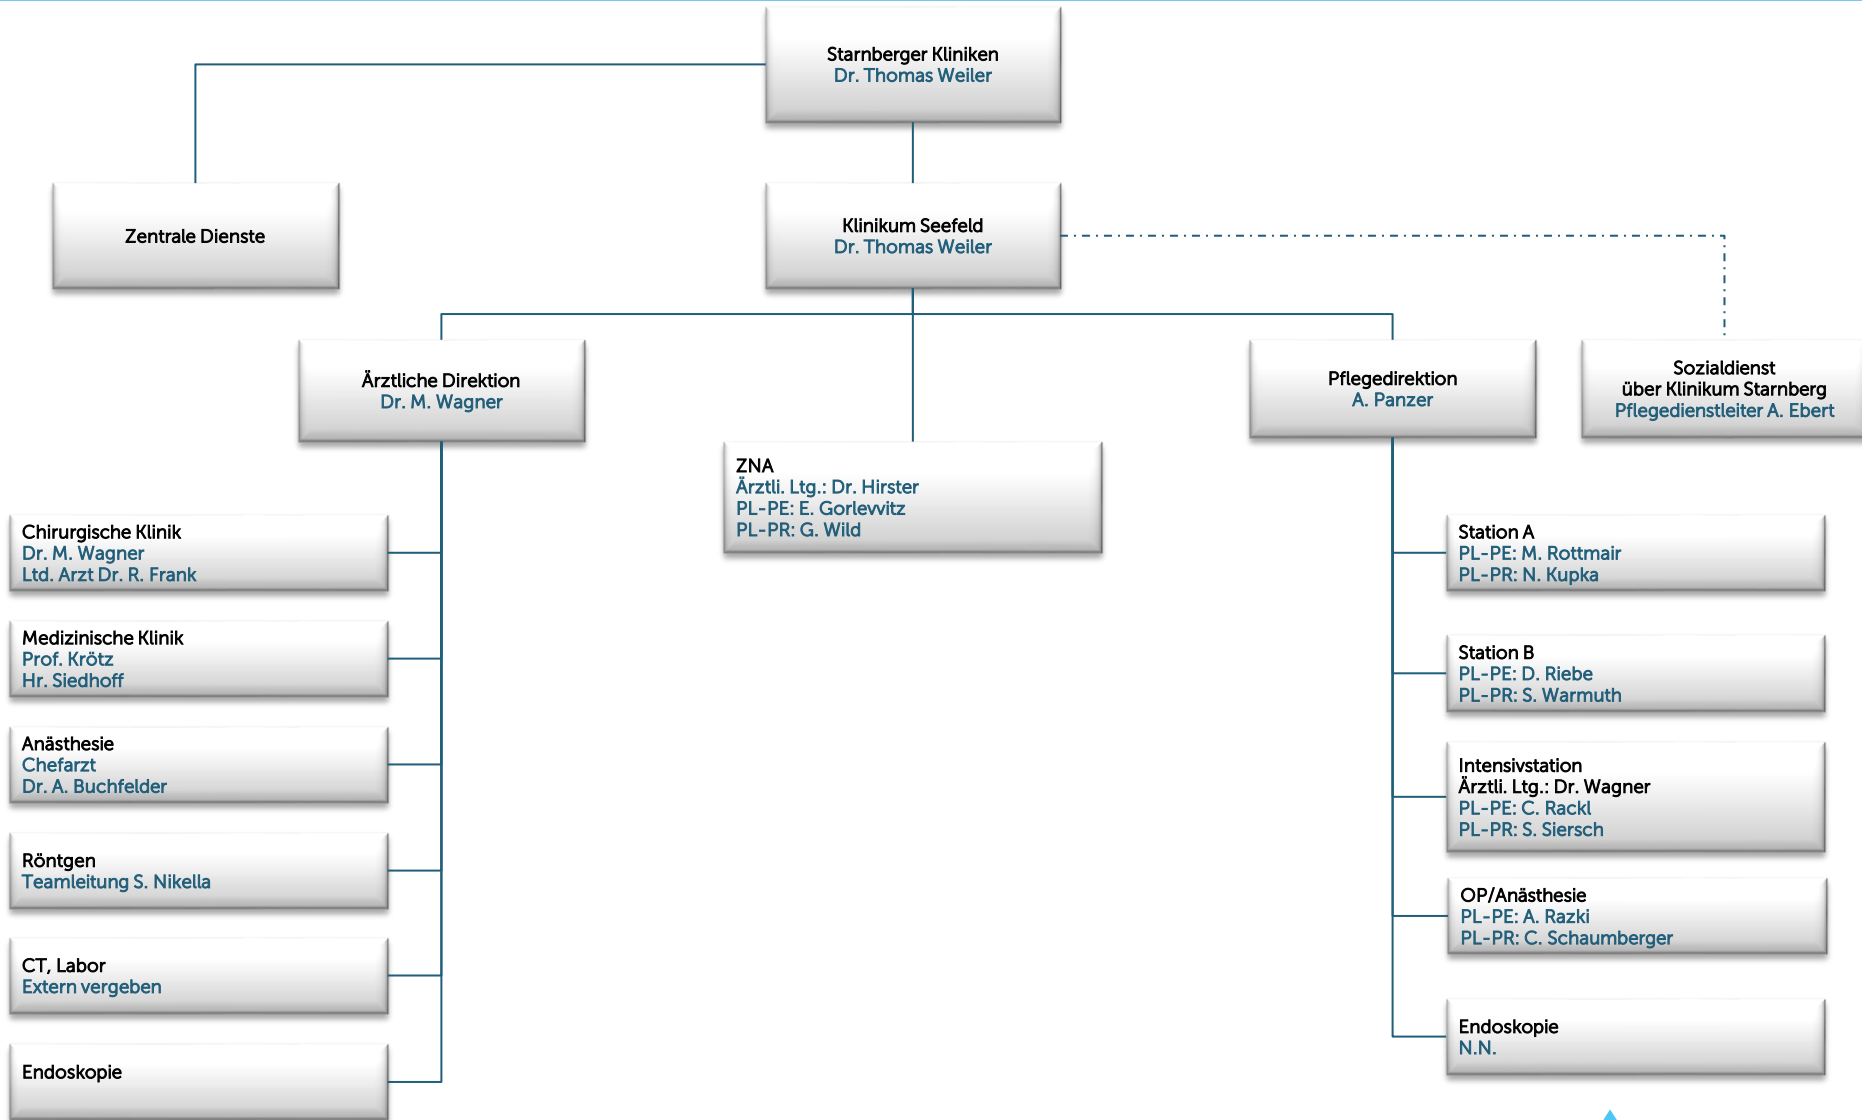 Starnberger Kliniken
Dr. Thomas Weiler
Zentrale Dienste
Klinikum Seefeld
Dr. Thomas Weiler
Ärztliche Direktion
Dr. M. Wagner
Pflegedirektion
A. Panzer
Sozialdienst
über Klinikum Starnberg
Pflegedienstleiter A. Ebert
ZNA
Ärztli. Ltg.: Dr. Hirster
PL-PE: E. Gorlevvitz
PL-PR: G. Wild
Chirurgische Klinik
Dr. M. Wagner
Ltd. Arzt Dr. R. Frank
Medizinische Klinik
Prof. Krötz
Hr. Siedhoff
Anästhesie
Chefarzt
Dr. A. Buchfelder
Röntgen
Teamleitung S. Nikella
CT, Labor
Extern vergeben
Endoskopie
Station A
PL-PE: M. Rottmair
PL-PR: N. Kupka
Station B
PL-PE: D. Riebe
PL-PR: S. Warmuth
Intensivstation
Ärztli. Ltg.: Dr. Wagner
PL-PE: C. Rackl
PL-PR: S. Siersch
OP/Anästhesie
PL-PE: A. Razki
PL-PR: C. Schaumberger
Endoskopie
N.N.